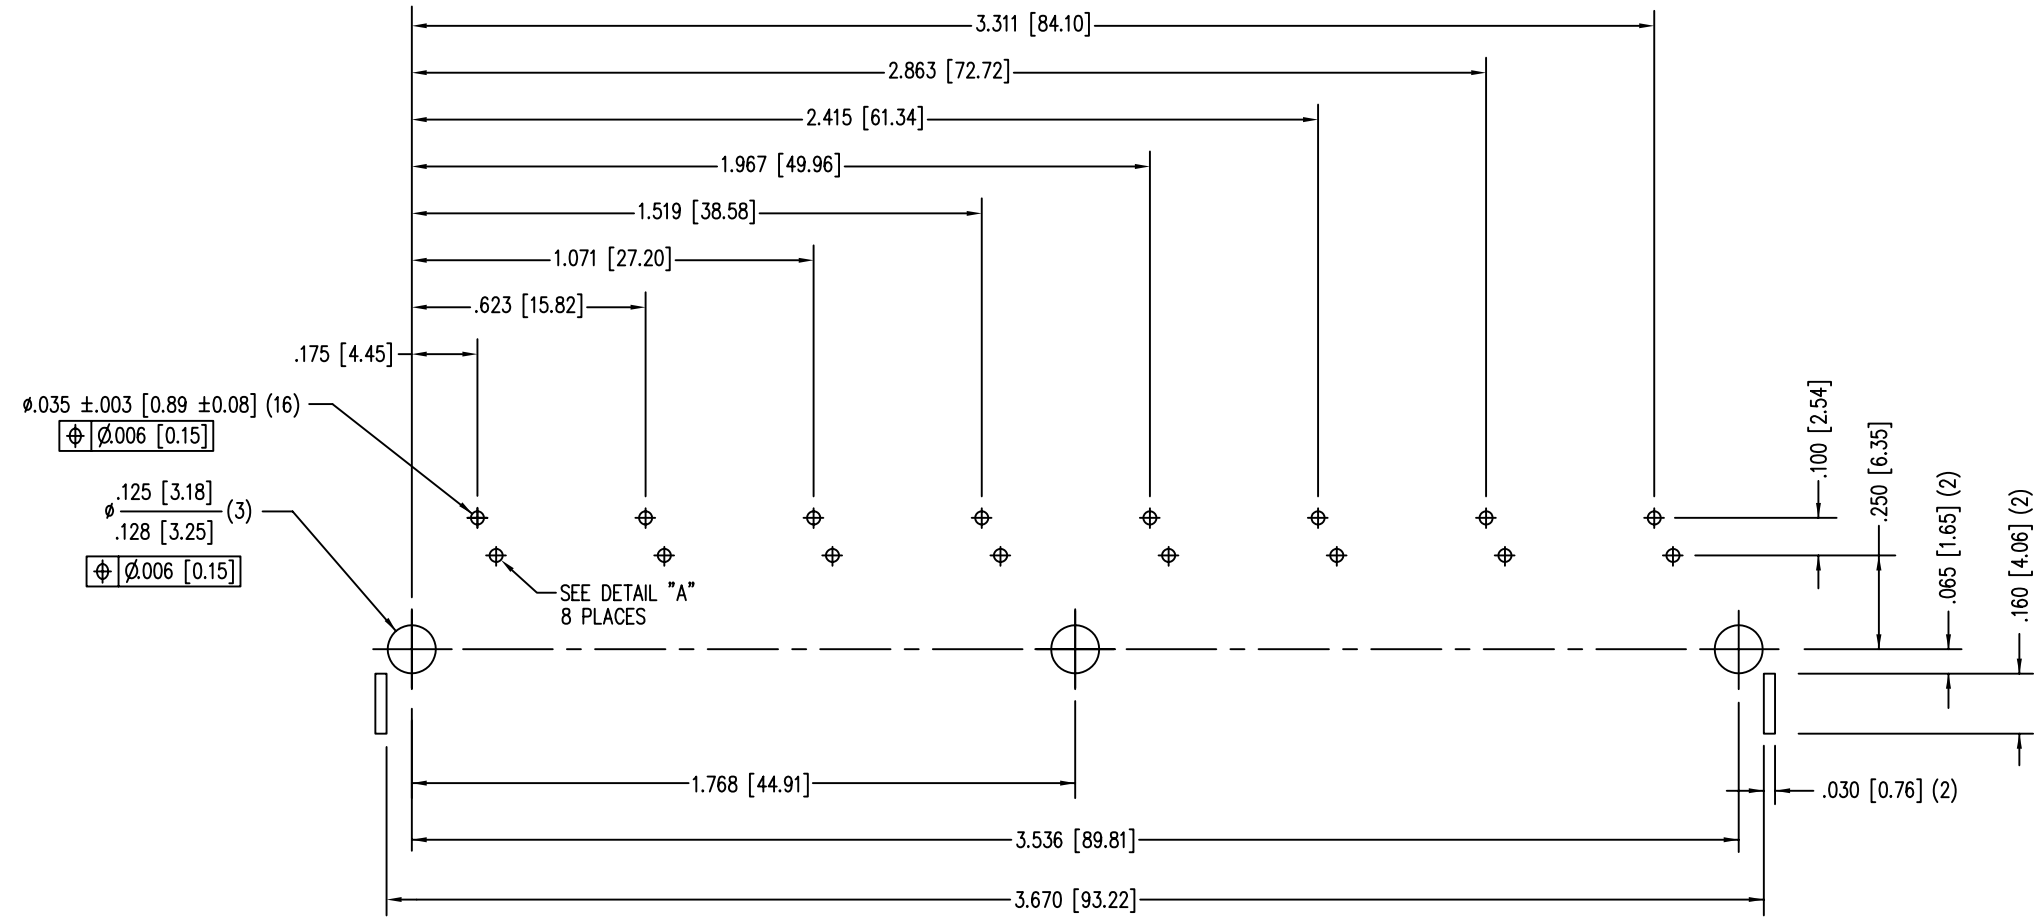 3.311 [84.10]
2.863 [72.72]
2.415 [61.34]
1.967 [49.96]
1.519 [38.58]
1.071 [27.20]
.623 [15.82]
.175 [4.45]
ø.035 ±.003 [0.89 ±0.08] (16)
⌖ Ø.006 [0.15]
.125 [3.18]
ø (3)
.128 [3.25]
⌖ Ø.006 [0.15]
SEE DETAIL "A"
8 PLACES
.100 [2.54]
.250 [6.35]
.065 [1.65] (2)
.160 [4.06] (2)
1.768 [44.91]
.030 [0.76] (2)
3.536 [89.81]
3.670 [93.22]